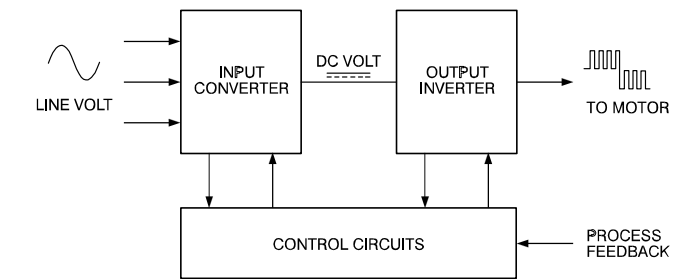 LINE VOLT
INPUT
CONVERTER
DC VOLT
OUTPUT
INVERTER
TO MOTOR
CONTROL CIRCUITS
PROCESS
FEEDBACK